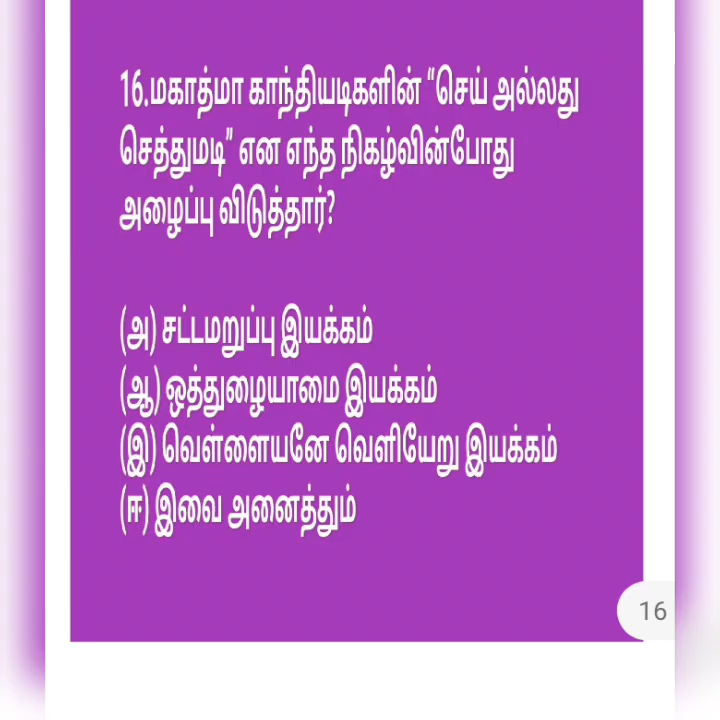 16.மகாத்மா காந்தியடிகளின் “செய் அல்லது
செத்துமடி” என எந்த நிகழ்வின்போது
அழைப்பு விடுத்தார்?
(அ) சட்டமறுப்பு இயக்கம்
(ஆ) ஒத்துழையாமை இயக்கம்
(இ) வெள்ளையனே வெளியேறு இயக்கம்
(ஈ) இவை அனைத்தும்
16